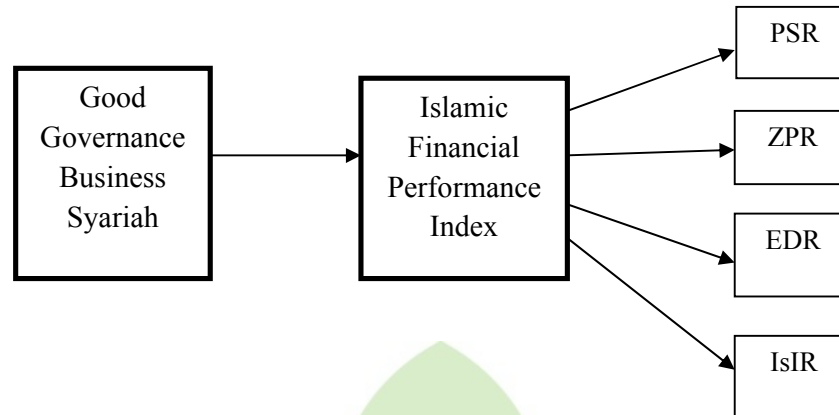 Good
Governance
Business
Syariah
Islamic
Financial
Performance
Index
PSR
ZPR
EDR
IsIR